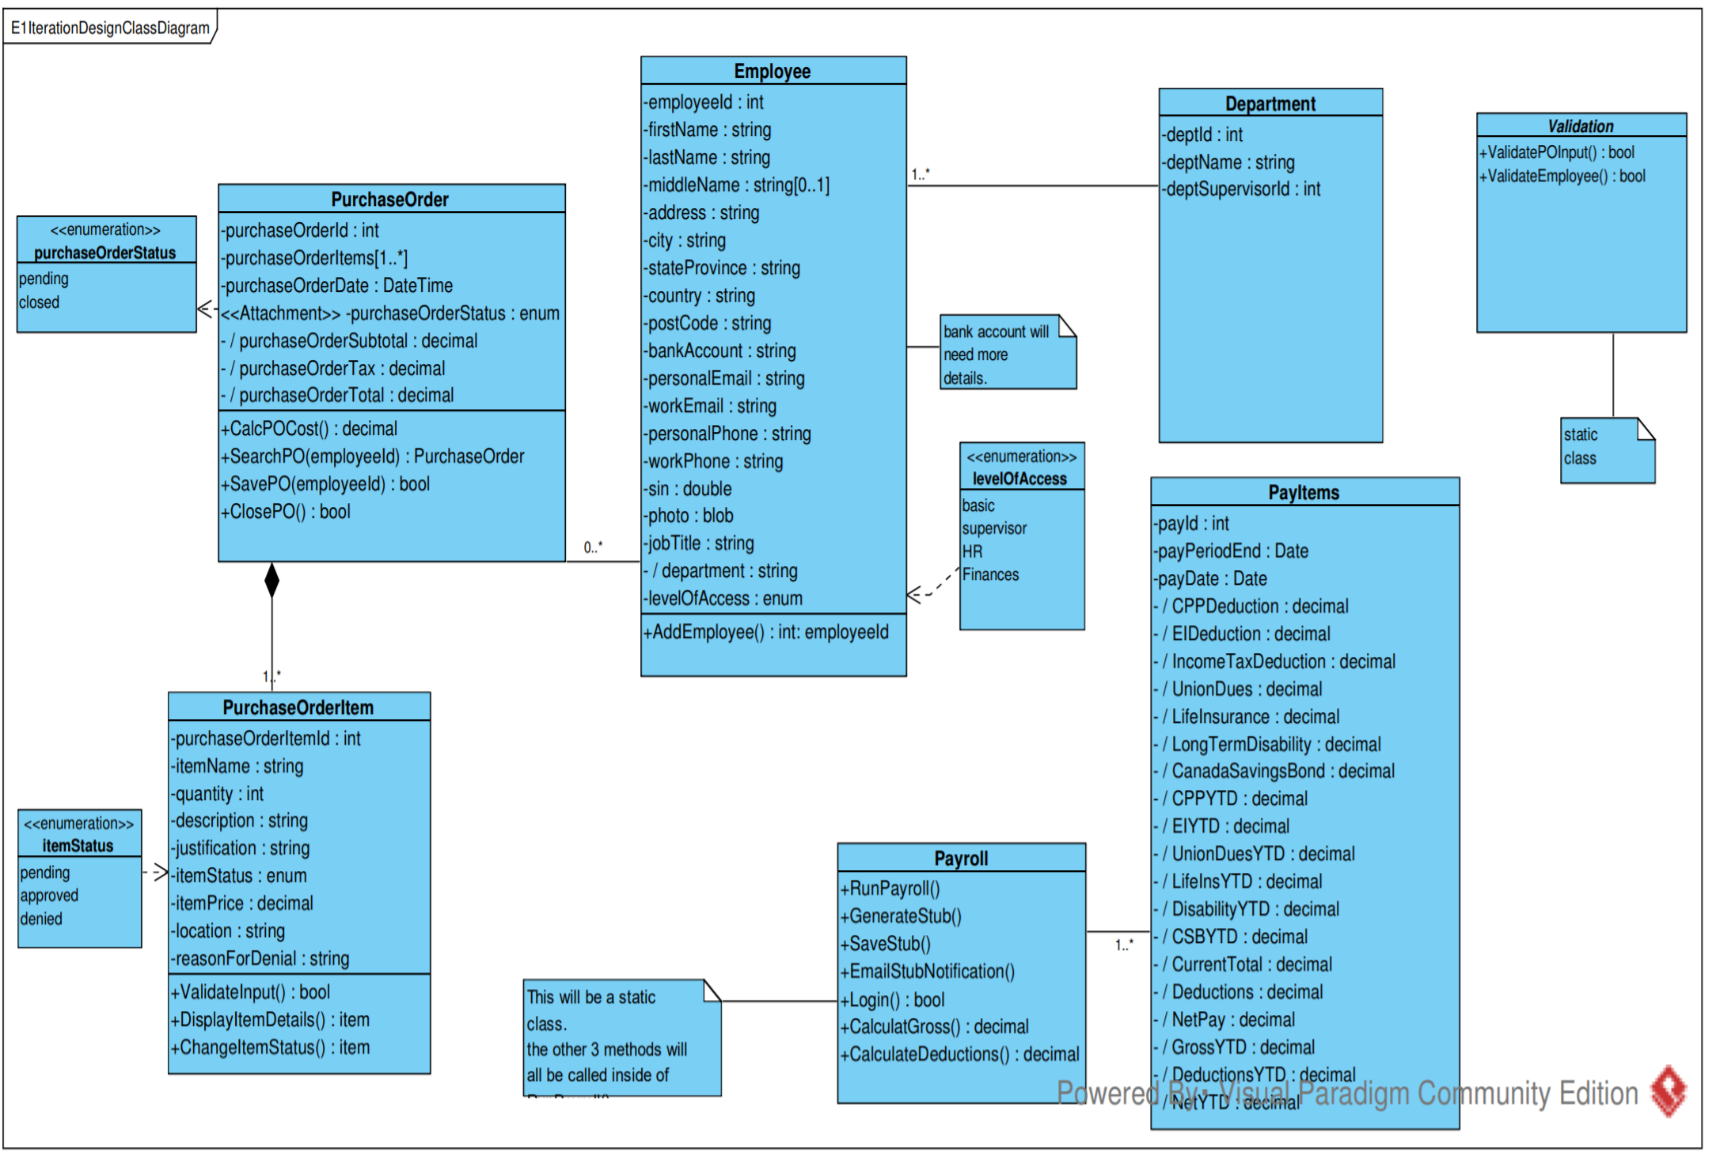 E1IterationDesignClassDiagram
<<enumeration>>
purchaseOrderStatus
pending
closed
PurchaseOrder
-purchaseOrderId : int
-purchaseOrderItems[1..*]
-purchaseOrderDate : DateTime
<<Attachment>> -purchaseOrderStatus : enum
- / purchaseOrderSubtotal : decimal
- / purchaseOrderTax : decimal
- / purchaseOrderTotal : decimal
+CalcPOCost() : decimal
+SearchPO(employeeId) : PurchaseOrder
+SavePO(employeeId) : bool
+ClosePO() : bool
0..*
1..*
Employee
-employeeId : int
-firstName : string
-lastName : string
-middleName : string[0..1]
-address : string
-city : string
-stateProvince : string
-country : string
-postCode : string
-bankAccount : string
-personalEmail : string
-workEmail : string
-personalPhone : string
-workPhone : string
-sin : double
-photo : blob
-jobTitle : string
- / department : string
-levelOfAccess : enum
+AddEmployee() : int: employeeId
1..*
Department
-deptId : int
-deptName : string
-deptSupervisorId : int
Validation
+ValidatePOInput() : bool
+ValidateEmployee() : bool
static
class
bank account will
need more
details.
<<enumeration>>
levelOfAccess
basic
supervisor
HR
Finances
PurchaseOrderItem
-purchaseOrderItemId : int
-itemName : string
-quantity : int
-description : string
-justification : string
-itemStatus : enum
-itemPrice : decimal
-location : string
-reasonForDenial : string
+ValidateInput() : bool
+DisplayItemDetails() : item
+ChangeItemStatus() : item
<<enumeration>>
itemStatus
pending
approved
denied
This will be a static
class.
the other 3 methods will
all be called inside of
Payroll
+RunPayroll()
+GenerateStub()
+SaveStub()
+EmailStubNotification()
+Login() : bool
+CalculatGross() : decimal
+CalculateDeductions() : decimal
1..*
PayItems
-payId : int
-payPeriodEnd : Date
-payDate : Date
- / CPPDeduction : decimal
- / EIDeduction : decimal
- / IncomeTaxDeduction : decimal
- / UnionDues : decimal
- / LifeInsurance : decimal
- / LongTermDisability : decimal
- / CanadaSavingsBond : decimal
- / CPPYTD : decimal
- / EIYTD : decimal
- / UnionDuesYTD : decimal
- / LifeInsYTD : decimal
- / DisabilityYTD : decimal
- / CSBYTD : decimal
- / CurrentTotal : decimal
- / Deductions : decimal
- / NetPay : decimal
- / GrossYTD : decimal
- / DeductionsYTD : decimal
- / NetYTD : decimal
Powered By Visual Paradigm Community Edition